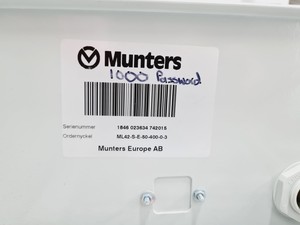 Munters
1000 Password
Serienummer 1846 023634 742015
Ordernyckel ML42-S-E-50-400-0-3
Munters Europe AB